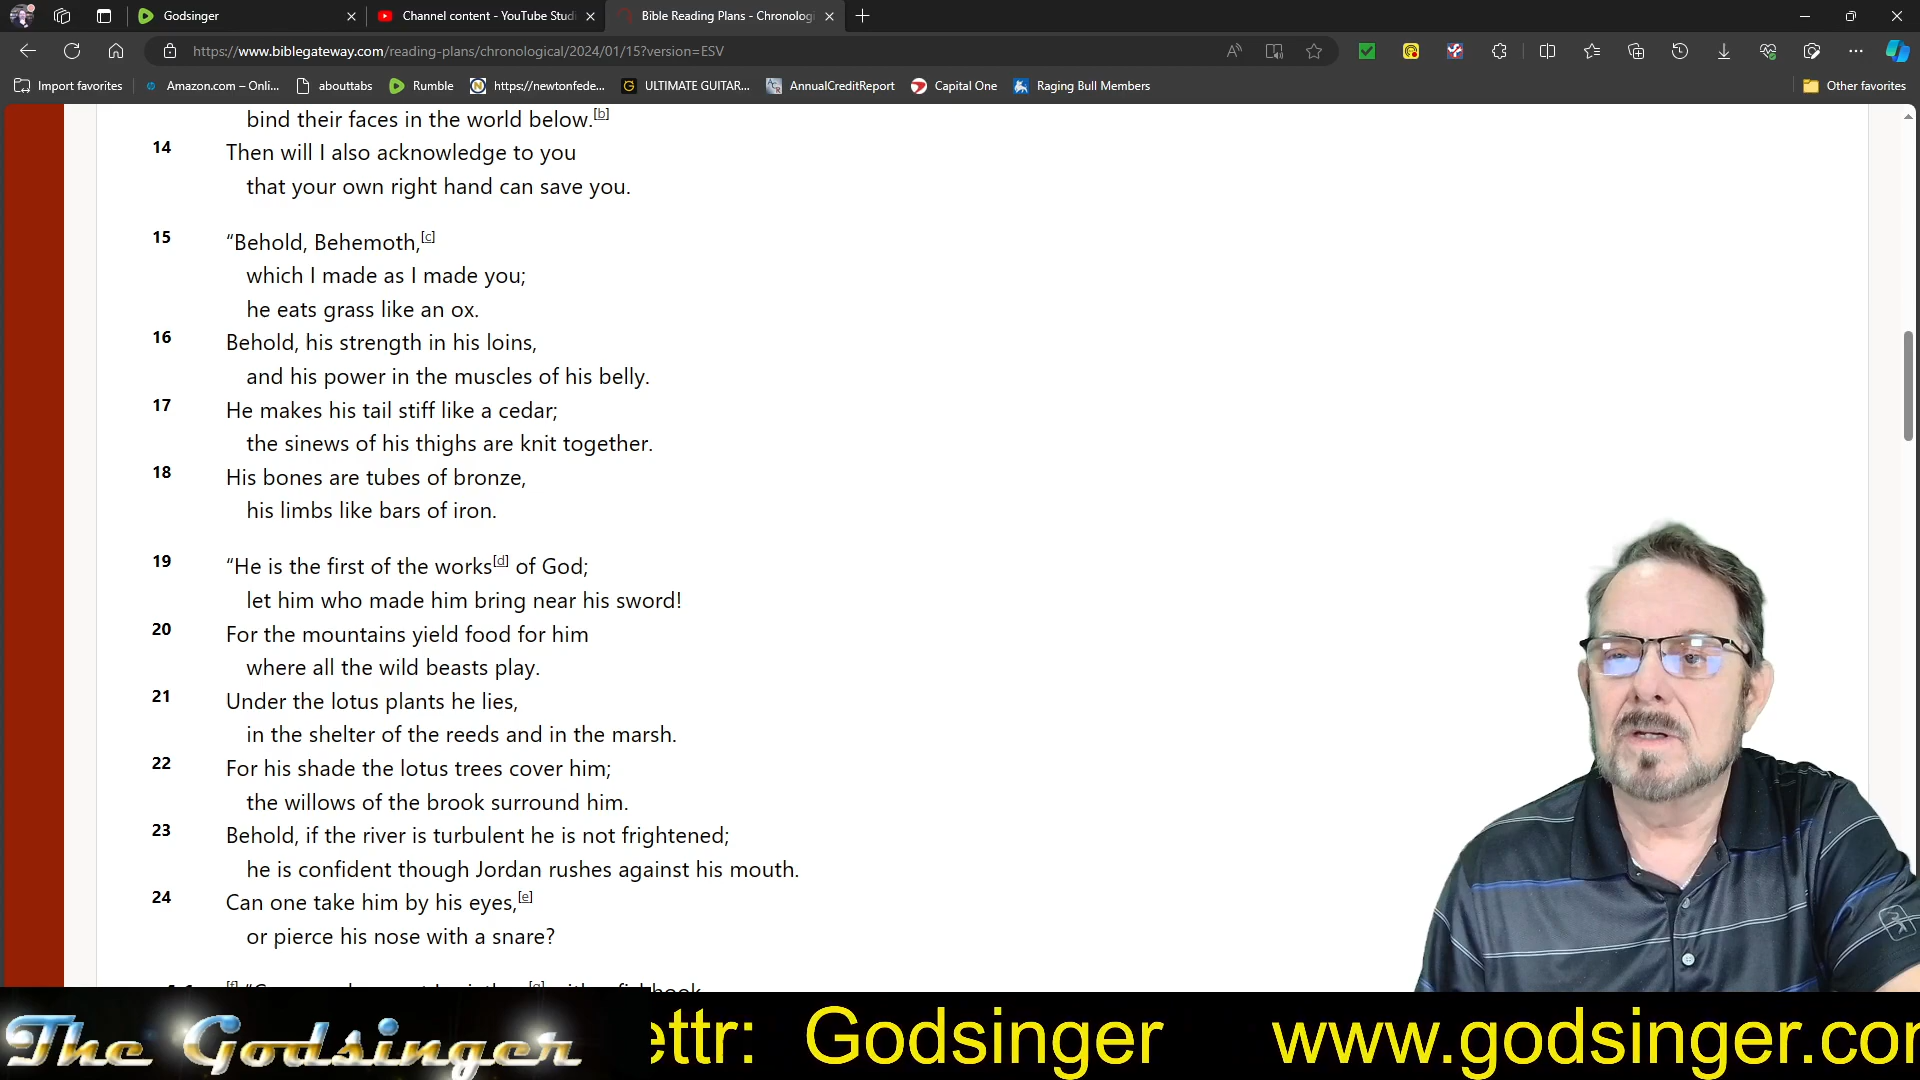 Godsinger
Channel content - YouTube Studi
Bible Reading Plans - Chronolog
https://www.biblegateway.com/reading-plans/chronological/2024/01/15?version=ESV
Import favorites
Amazon.com – Onli...
abouttabs
Rumble
https://newtonfede...
ULTIMATE GUITAR...
AnnualCreditReport
Capital One
Raging Bull Members
Other favorites
bind their faces in the world below.[b]
14 Then will I also acknowledge to you
that your own right hand can save you.
15 “Behold, Behemoth,[c]
which I made as I made you;
he eats grass like an ox.
16 Behold, his strength in his loins,
and his power in the muscles of his belly.
17 He makes his tail stiff like a cedar;
the sinews of his thighs are knit together.
18 His bones are tubes of bronze,
his limbs like bars of iron.
19 “He is the first of the works[d] of God;
let him who made him bring near his sword!
20 For the mountains yield food for him
where all the wild beasts play.
21 Under the lotus plants he lies,
in the shelter of the reeds and in the marsh.
22 For his shade the lotus trees cover him;
the willows of the brook surround him.
23 Behold, if the river is turbulent he is not frightened;
he is confident though Jordan rushes against his mouth.
24 Can one take him by his eyes,[e]
or pierce his nose with a snare?
The Godsinger
ettr: Godsinger www.godsinger.co